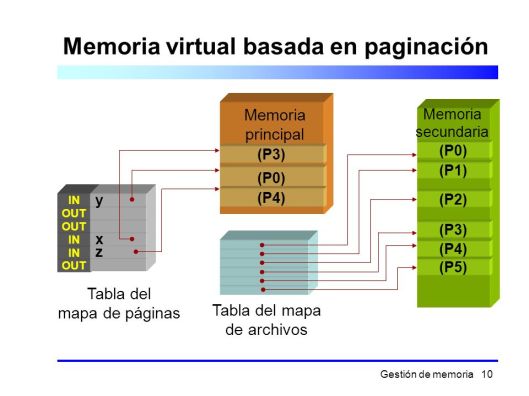 Memoria virtual basada en paginación
Memoria
principal
(P3)
(P0)
(P4)
Memoria
secundaria
(P0)
(P1)
(P2)
(P3)
(P4)
(P5)
IN y
OUT
OUT
IN x
IN z
OUT
Tabla del
mapa de páginas
Tabla del mapa
de archivos
Gestión de memoria 10